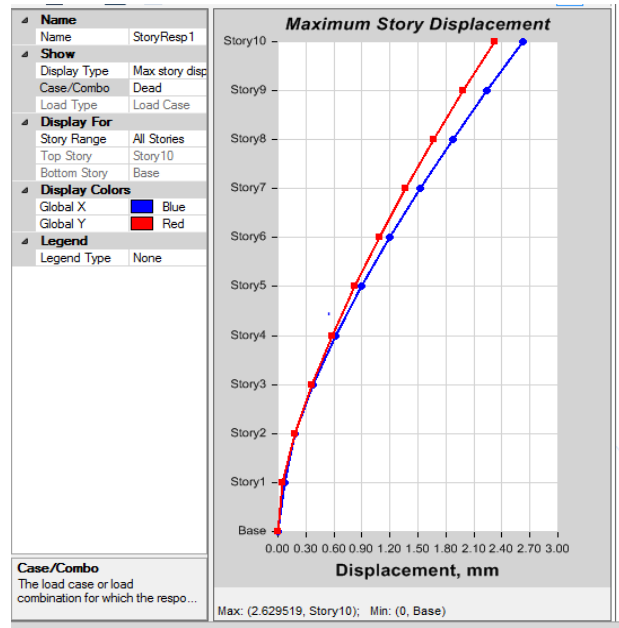 Name
Name StoryResp1
Show
Display Type Max story disp
Case/Combo Dead
Load Type Load Case
Display For
Story Range All Stories
Top Story Story10
Bottom Story Base
Display Colors
Global X Blue
Global Y Red
Legend
Legend Type None
Case/Combo
The load case or load
combination for which the respo...
Maximum Story Displacement
Story10
Story9
Story8
Story7
Story6
Story5
Story4
Story3
Story2
Story1
Base
0.00 0.30 0.60 0.90 1.20 1.50 1.80 2.10 2.40 2.70 3.00
Displacement, mm
Max: (2.629519, Story10); Min: (0, Base)